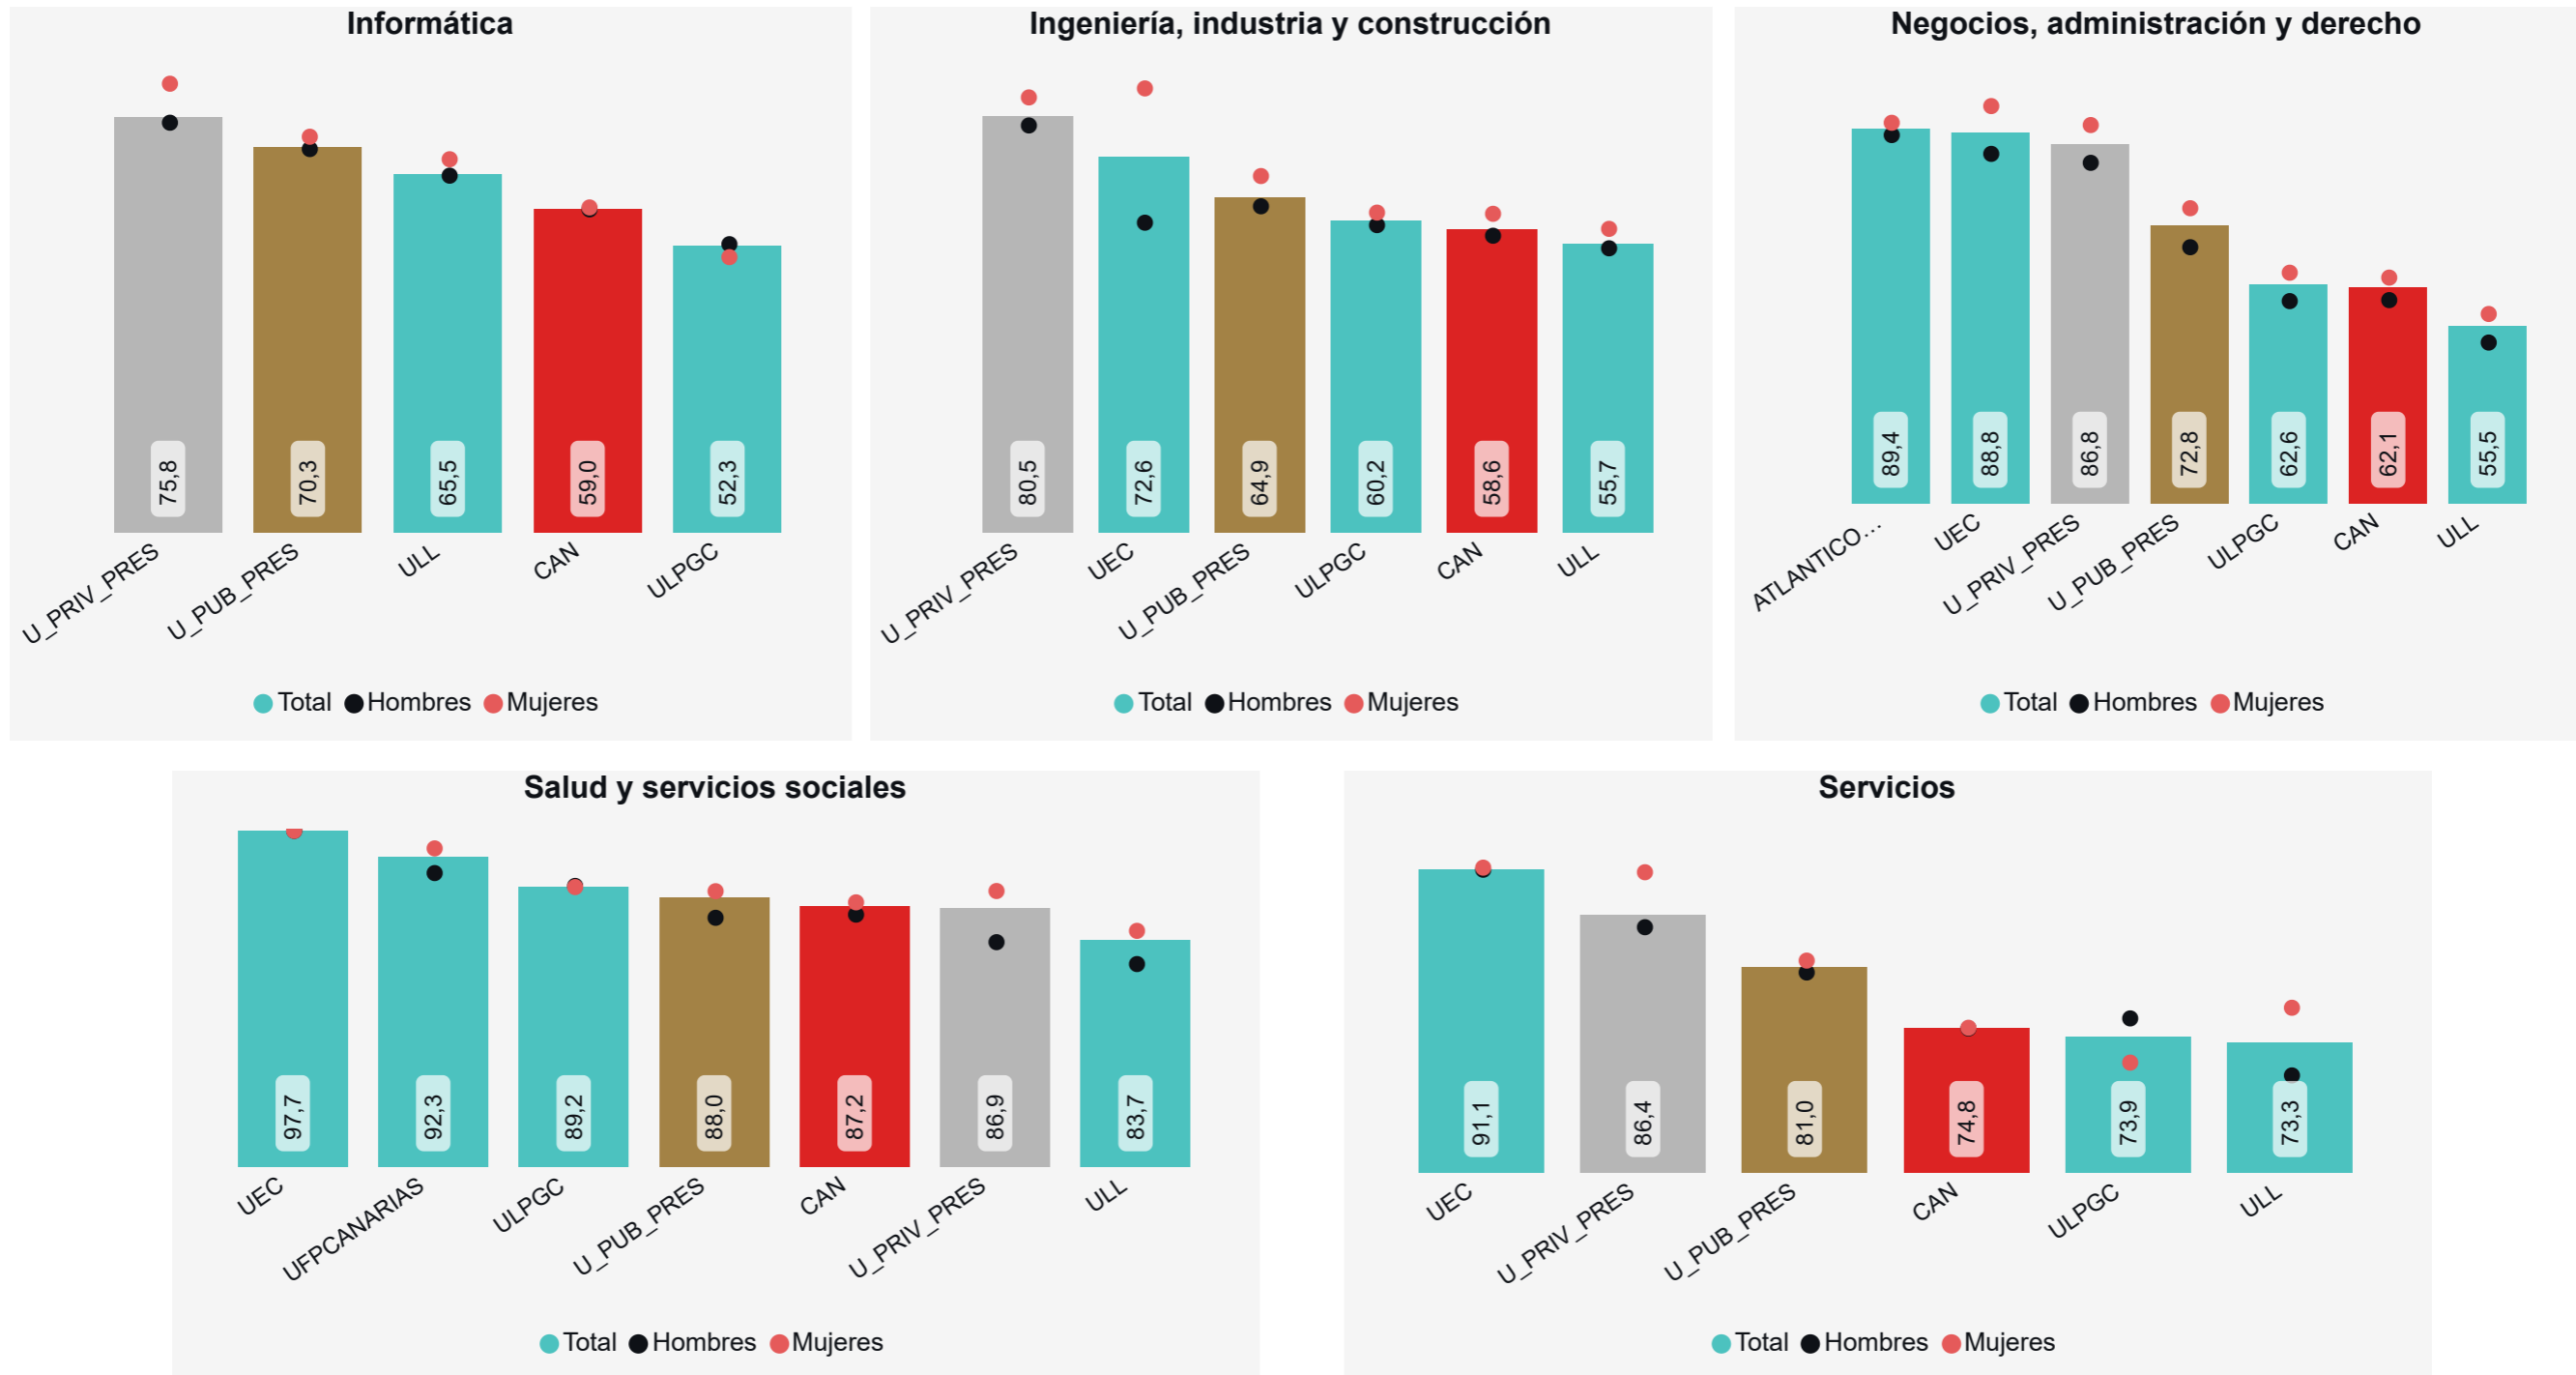 Informática
75,8
70,3
65,5
59,0
52,3
U_PRIV_PRES
U_PUB_PRES
ULL
CAN
ULPGC
Total Hombres Mujeres
Ingeniería, industria y construcción
80,5
72,6
64,9
60,2
58,6
55,7
U_PRIV_PRES
UEC
U_PUB_PRES
ULPGC
CAN
ULL
Total Hombres Mujeres
Negocios, administración y derecho
89,4
88,8
86,8
72,8
62,6
62,1
55,5
ATLANTICO...
UEC
U_PRIV_PRES
U_PUB_PRES
ULPGC
CAN
ULL
Total Hombres Mujeres
Salud y servicios sociales
97,7
92,3
89,2
88,0
87,2
86,9
83,7
UEC
UFPCANARIAS
ULPGC
U_PUB_PRES
CAN
U_PRIV_PRES
ULL
Total Hombres Mujeres
Servicios
91,1
86,4
81,0
74,8
73,9
73,3
UEC
U_PRIV_PRES
U_PUB_PRES
CAN
ULPGC
ULL
Total Hombres Mujeres